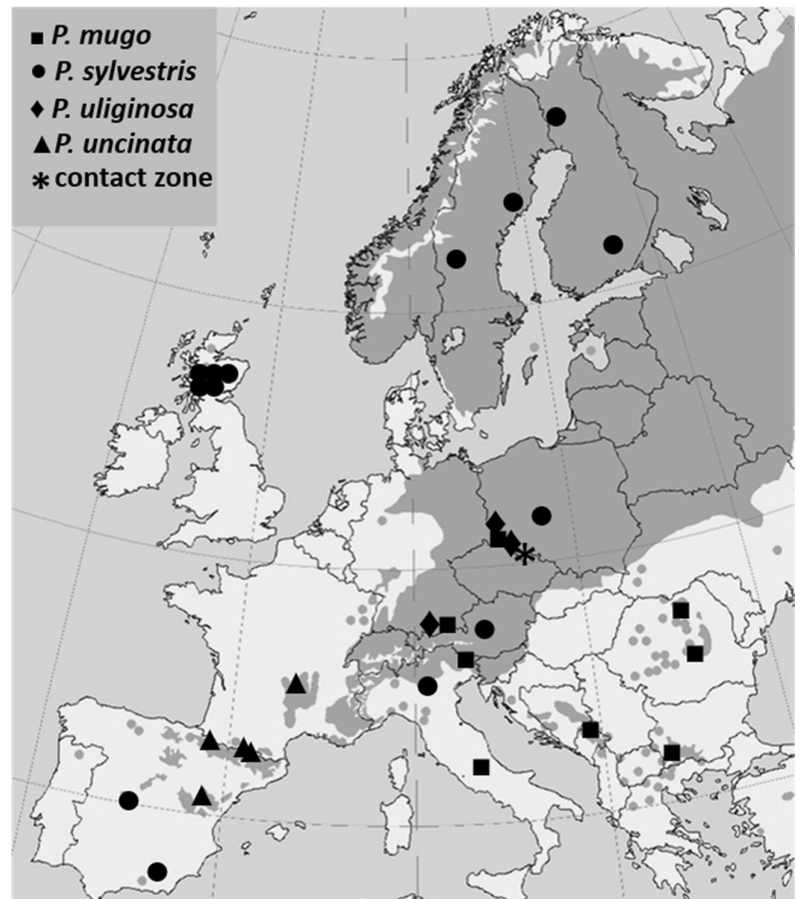 ■ P. mugo
● P. sylvestris
♦ P. uliginosa
▲ P. uncinata
* contact zone